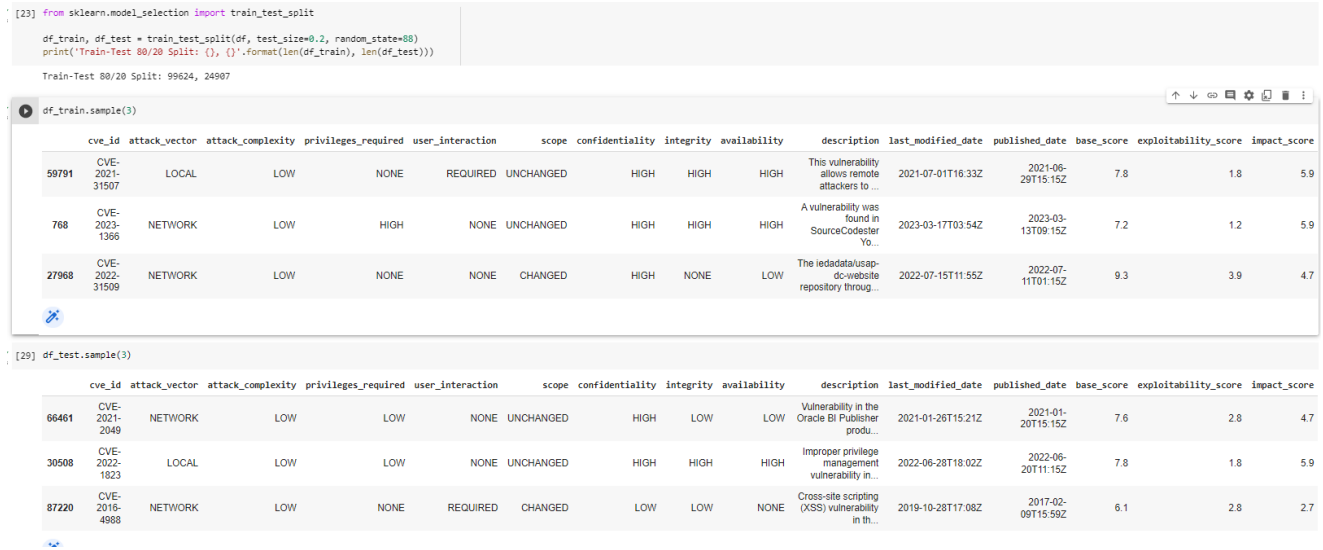 [23] from sklearn.model_selection import train_test_split
df_train, df_test = train_test_split(df, test_size=0.2, random_state=88)
print('Train-Test 80/20 Split: {}, {}'.format(len(df_train), len(df_test)))
Train-Test 80/20 Split: 99624, 24907
df_train.sample(3)
cve_id attack_vector attack_complexity privileges_required user_interaction scope confidentiality integrity availability description last_modified_date published_date base_score exploitability_score impact_score
59791 CVE-2021-31507 LOCAL LOW NONE REQUIRED UNCHANGED HIGH HIGH HIGH This vulnerability allows remote attackers to ... 2021-07-01T16:33Z 2021-06-29T15:15Z 7.8 1.8 5.9
768 CVE-2023-1366 NETWORK LOW HIGH NONE UNCHANGED HIGH HIGH HIGH A vulnerability was found in SourceCodester Yo... 2023-03-17T03:54Z 2023-03-13T09:15Z 7.2 1.2 5.9
27968 CVE-2022-31509 NETWORK LOW NONE NONE CHANGED HIGH NONE LOW The iedadata/usap-dc-website repository throug... 2022-07-15T11:55Z 2022-07-11T01:15Z 9.3 3.9 4.7
[29] df_test.sample(3)
cve_id attack_vector attack_complexity privileges_required user_interaction scope confidentiality integrity availability description last_modified_date published_date base_score exploitability_score impact_score
66461 CVE-2021-2049 NETWORK LOW LOW NONE UNCHANGED HIGH LOW LOW Vulnerability in the Oracle BI Publisher produ... 2021-01-26T15:21Z 2021-01-20T15:15Z 7.6 2.8 4.7
30508 CVE-2022-1823 LOCAL LOW LOW NONE UNCHANGED HIGH HIGH HIGH Improper privilege management vulnerability in... 2022-06-28T18:02Z 2022-06-20T11:15Z 7.8 1.8 5.9
87220 CVE-2016-4988 NETWORK LOW NONE REQUIRED CHANGED LOW LOW NONE Cross-site scripting (XSS) vulnerability in th... 2019-10-28T17:08Z 2017-02-09T15:59Z 6.1 2.8 2.7